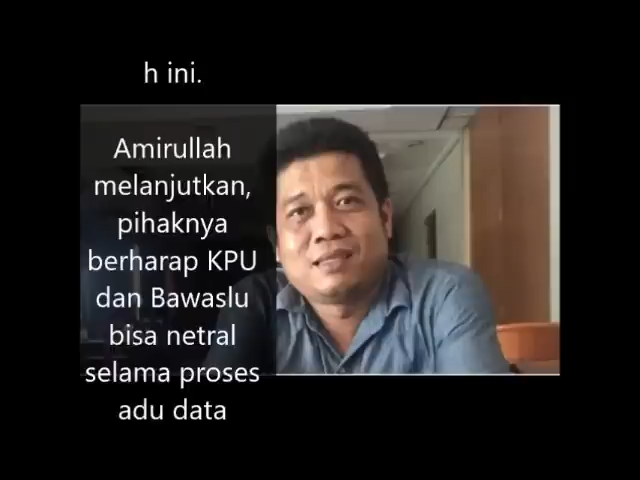 h ini.
Amirullah
melanjutkan,
pihaknya
berharap KPU
dan Bawaslu
bisa netral
selama proses
adu data